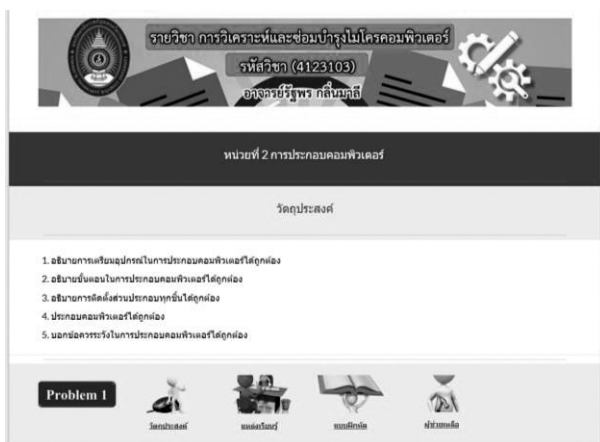 รายวิชา การวิเคราะห์และซ่อมบำรุงไมโครคอมพิวเตอร์
รหัสวิชา (4123103)
อาจารย์รัฐพร กลิ่นมาลี
หน่วยที่ 2 การประกอบคอมพิวเตอร์
วัตถุประสงค์
1. อธิบายการเตรียมอุปกรณ์ในการประกอบคอมพิวเตอร์ได้ถูกต้อง
2. อธิบายขั้นตอนในการประกอบคอมพิวเตอร์ได้ถูกต้อง
3. อธิบายการติดตั้งส่วนประกอบทุกชิ้นได้ถูกต้อง
4. ประกอบคอมพิวเตอร์ได้ถูกต้อง
5. บอกข้อควรระวังในการประกอบคอมพิวเตอร์ได้ถูกต้อง
Problem 1
วัตถุประสงค์ แหล่งเรียนรู้ แบบฝึกหัด ผู้ช่วยเหลือ